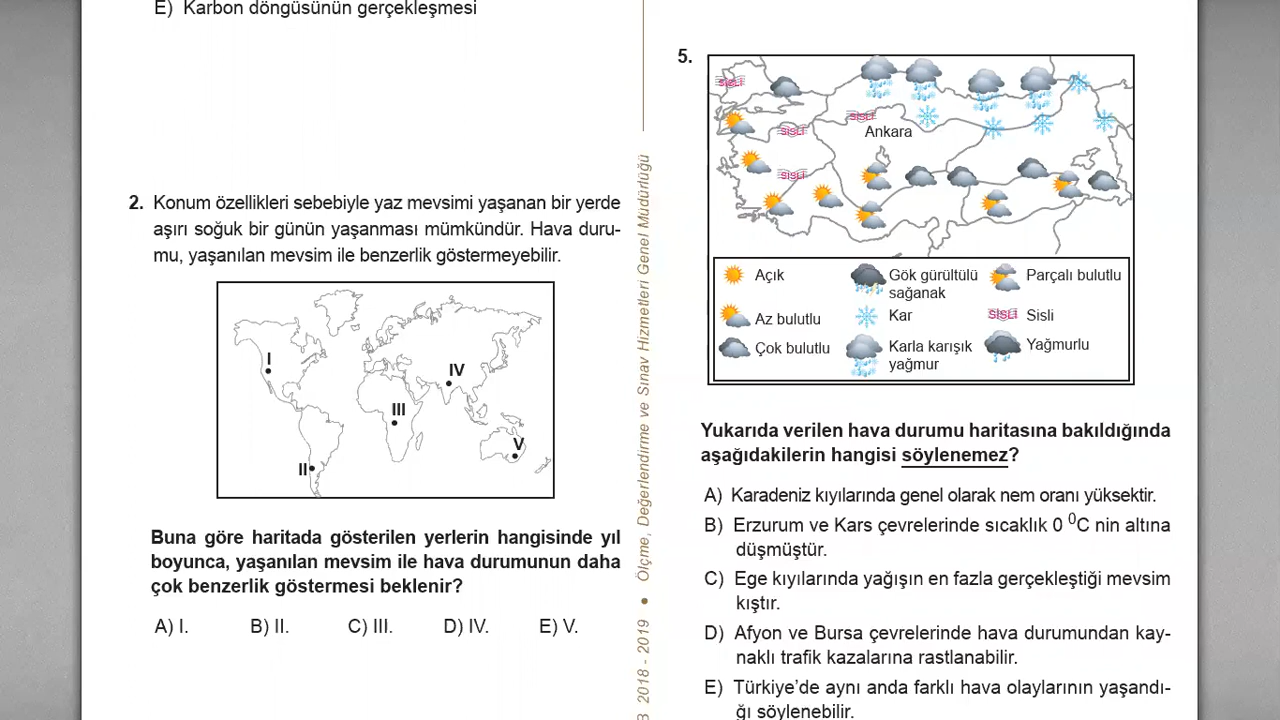 E) Karbon döngüsünün gerçekleşmesi
2. Konum özellikleri sebebiyle yaz mevsimi yaşanan bir yerde
aşırı soğuk bir günün yaşanması mümkündür. Hava duru-
mu, yaşanılan mevsim ile benzerlik göstermeyebilir.
I
IV
III
V
II
Buna göre haritada gösterilen yerlerin hangisinde yıl
boyunca, yaşanılan mevsim ile hava durumunun daha
çok benzerlik göstermesi beklenir?
A) I. B) II. C) III. D) IV. E) V.
B 2018 - 2019 • Ölçme, Değerlendirme ve Sınav Hizmetleri Genel Müdürlüğü
5.
SİSLİ
SİSLİ
SİSLİ
Ankara
SİSLİ
Açık
Gök gürültülü
sağanak
Parçalı bulutlu
Az bulutlu
Kar
SİSLİ Sisli
Çok bulutlu
Karla karışık
yağmur
Yağmurlu
Yukarıda verilen hava durumu haritasına bakıldığında
aşağıdakilerin hangisi söylenemez?
A) Karadeniz kıyılarında genel olarak nem oranı yüksektir.
B) Erzurum ve Kars çevrelerinde sıcaklık 0 ⁰C nin altına
düşmüştür.
C) Ege kıyılarında yağışın en fazla gerçekleştiği mevsim
kıştır.
D) Afyon ve Bursa çevrelerinde hava durumundan kay-
naklı trafik kazalarına rastlanabilir.
E) Türkiye’de aynı anda farklı hava olaylarının yaşandı-
ğı söylenebilir.